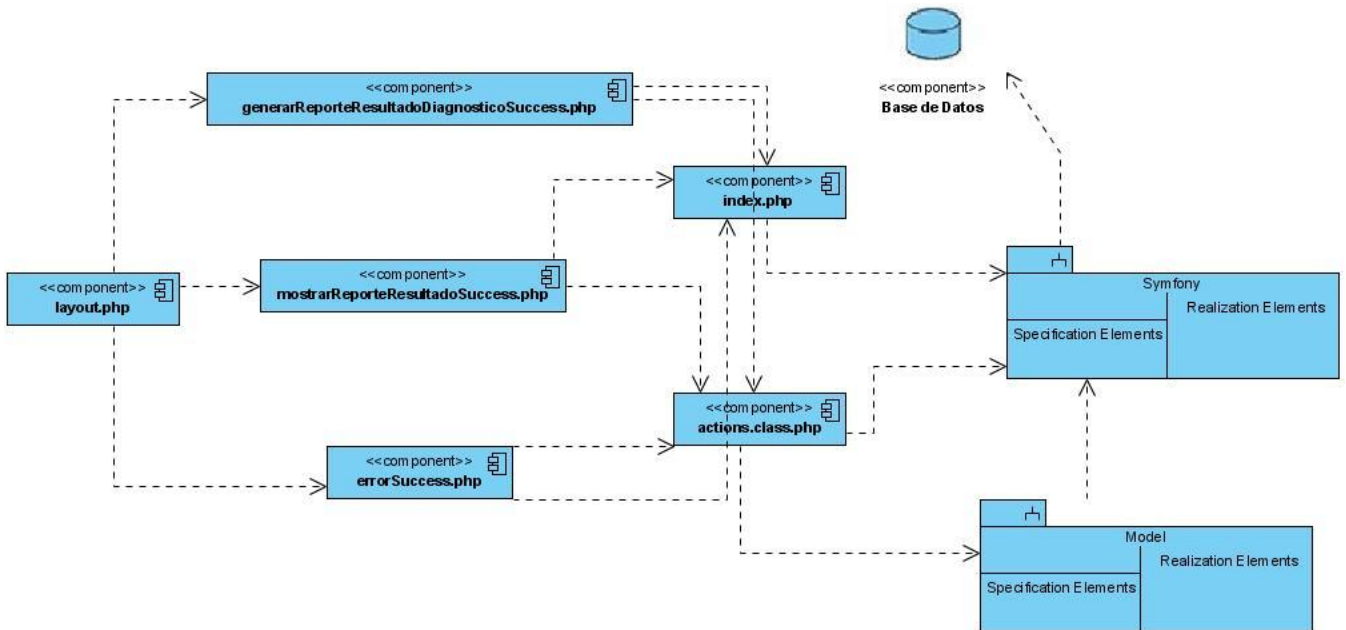 <<component>>
Base de Datos
<<component>>
generarReporteResultadoDiagnosticoSuccess.php
<<component>>
index.php
<<component>>
mostrarReporteResultadoSuccess.php
<<component>>
layout.php
Symfony
Realization Elements
Specification Elements
<<component>>
actions.class.php
<<component>>
errorSuccess.php
Model
Realization Elements
Specification Elements